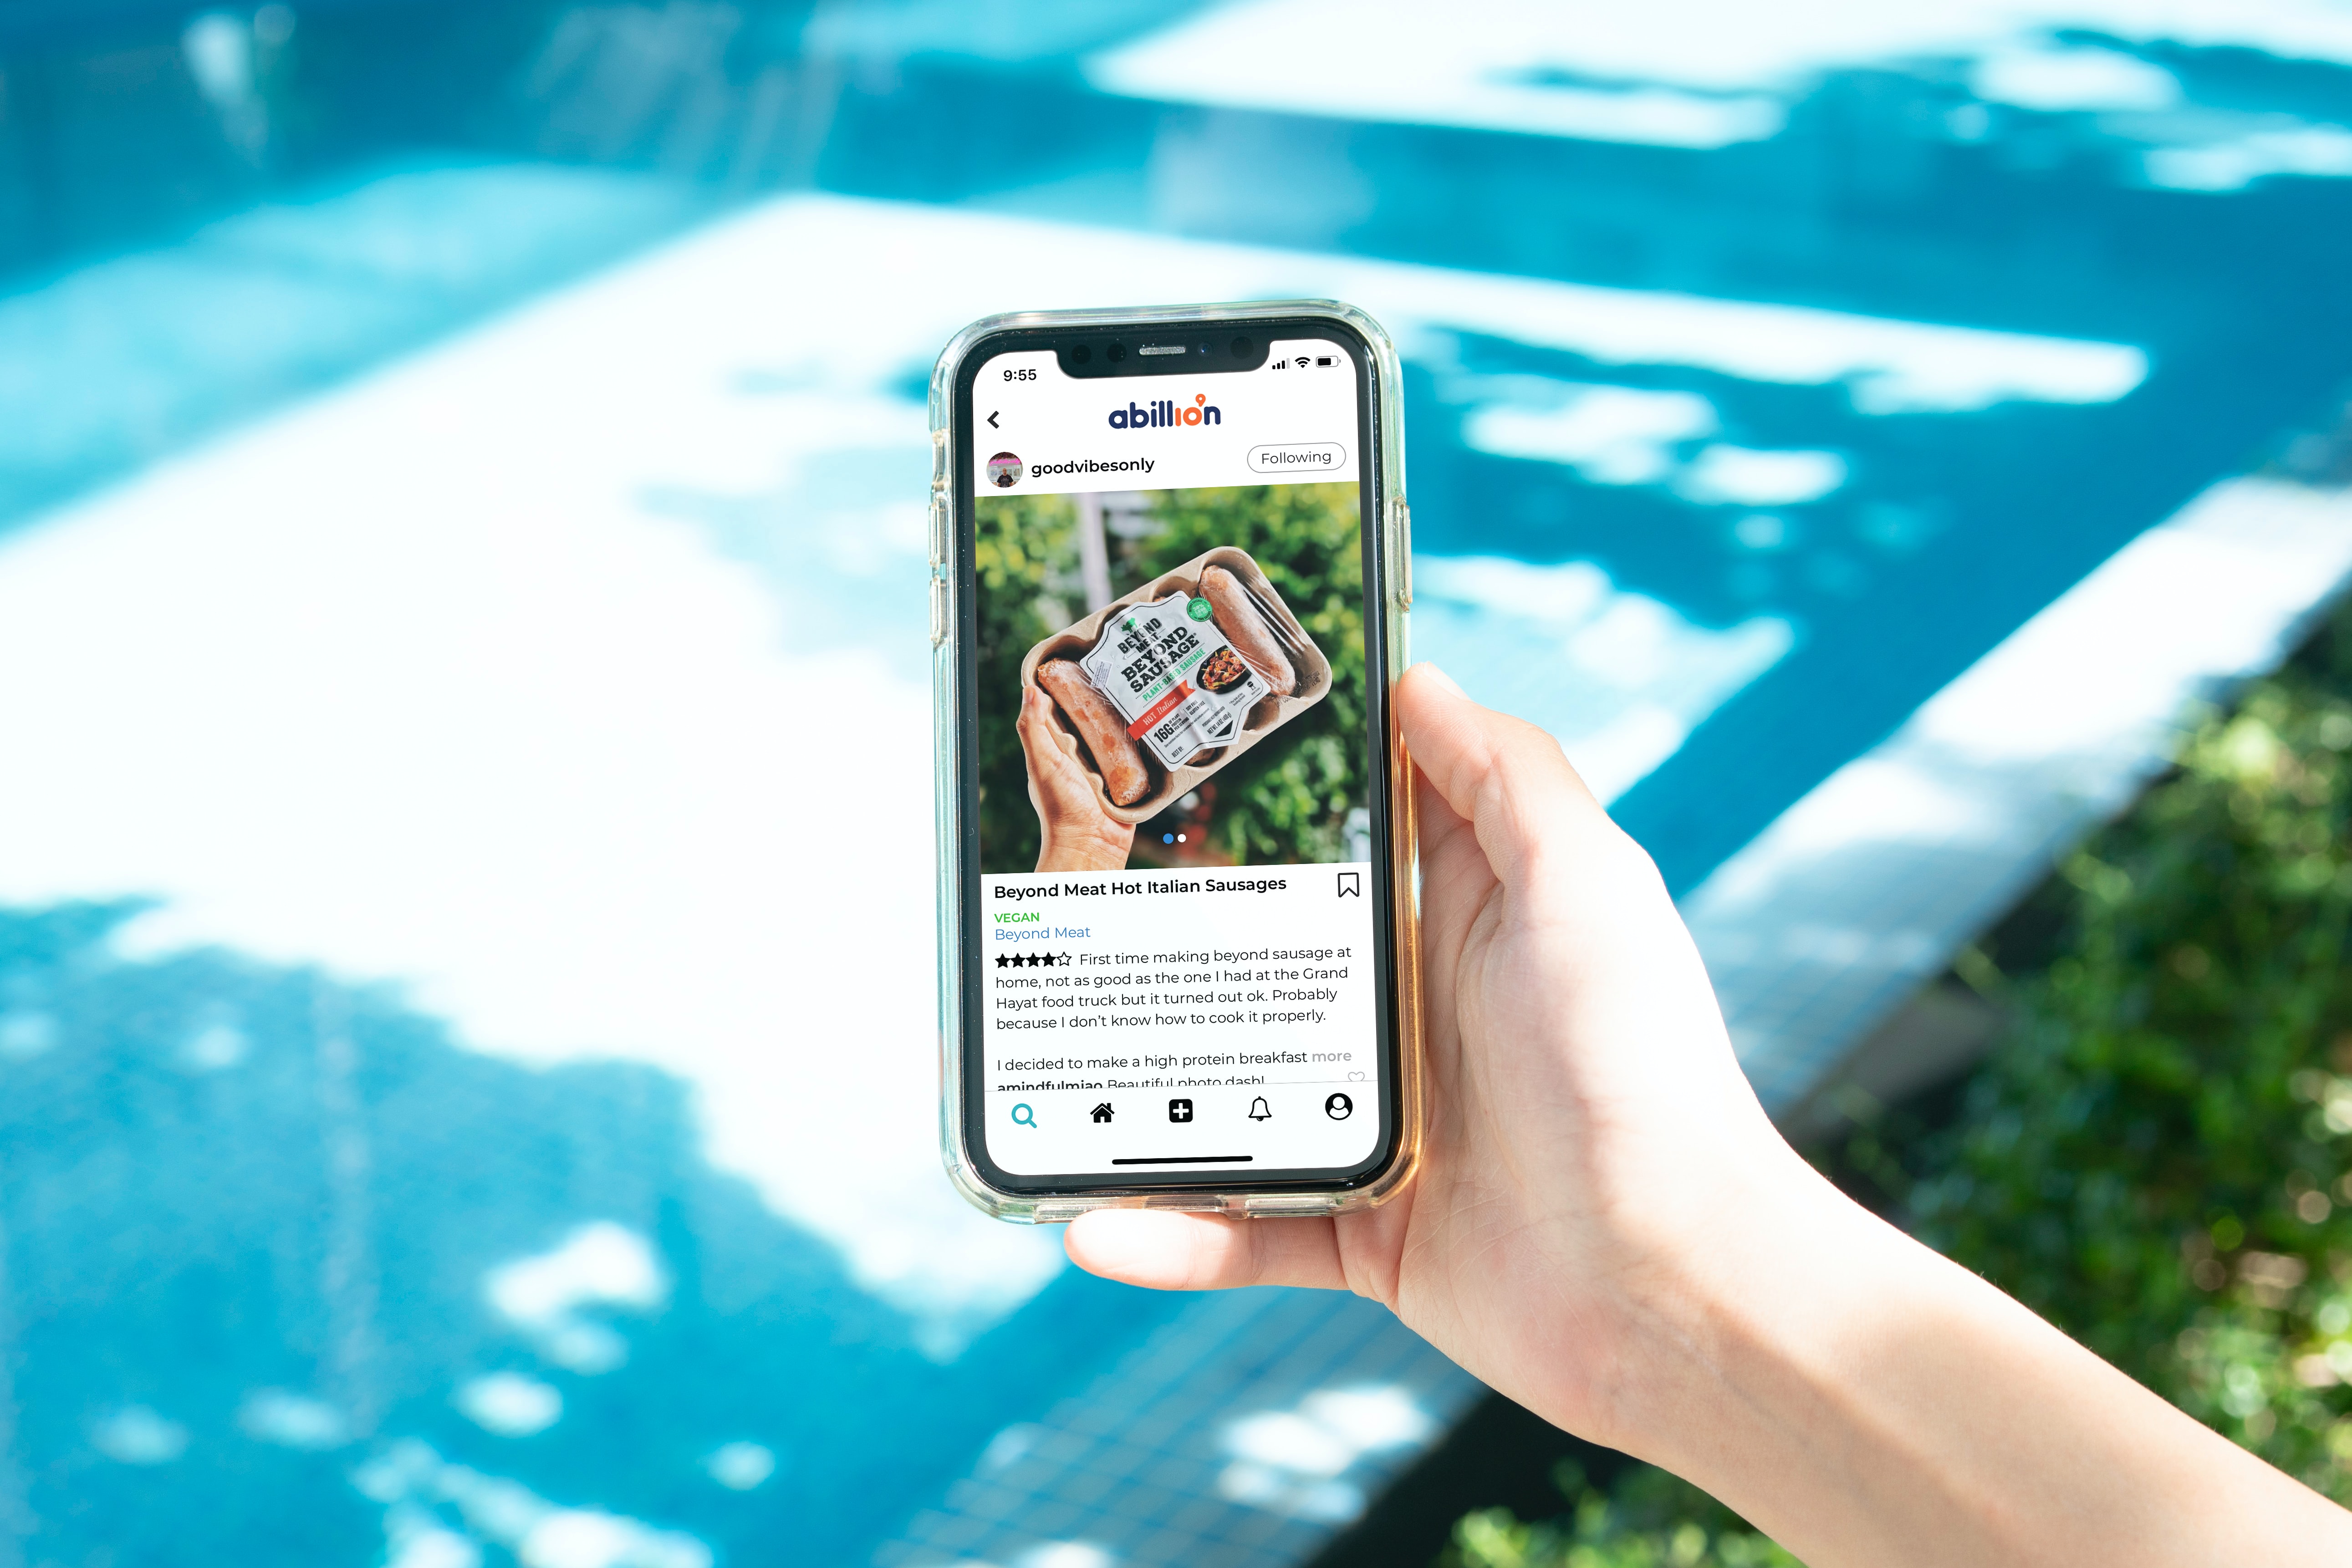 9:55
abillion
goodvibesonly
Following
BEYOND
MEAT
BEYOND
SAUSAGE
PLANT-BASED SAUSAGE
HOT Italian
16G
Beyond Meat Hot Italian Sausages
VEGAN
Beyond Meat
First time making beyond sausage at
home, not as good as the one I had at the Grand
Hayat food truck but it turned out ok. Probably
because I don't know how to cook it properly.
I decided to make a high protein breakfast more
amindfulmiao Beautiful photo dash!